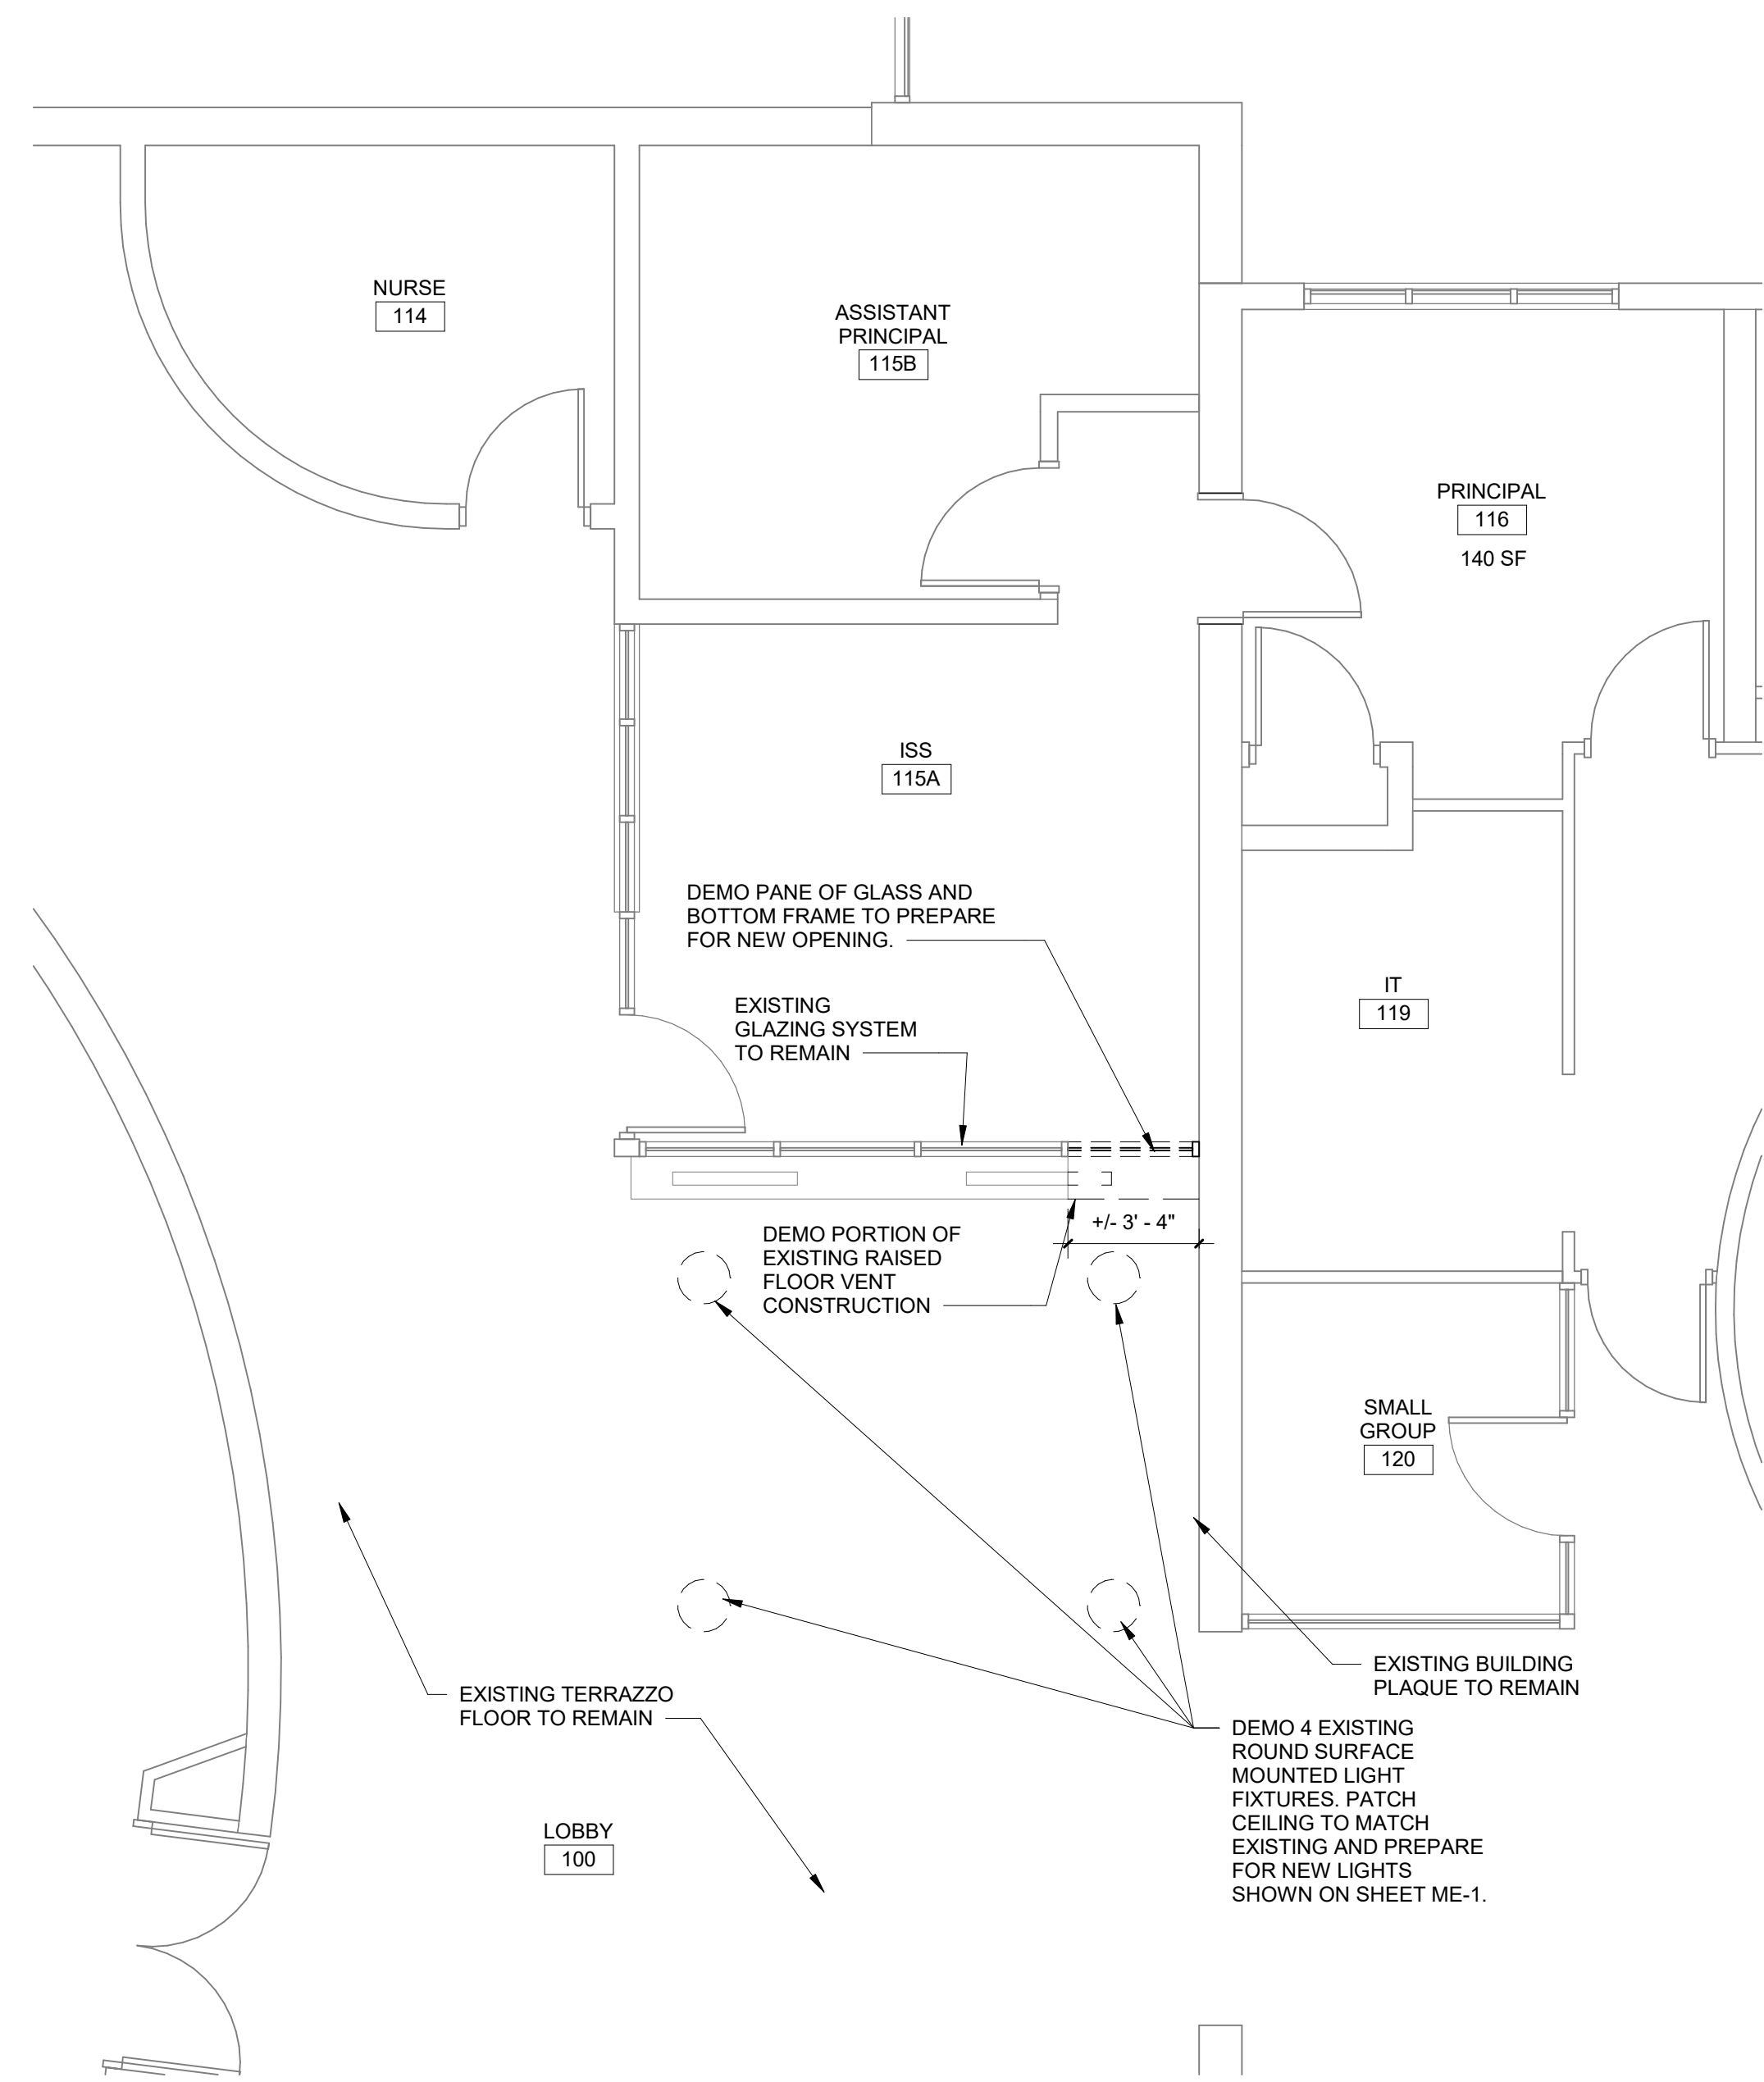 NURSE
114
ASSISTANT
PRINCIPAL
115B
PRINCIPAL
116
140 SF
ISS
115A
DEMO PANE OF GLASS AND
BOTTOM FRAME TO PREPARE
FOR NEW OPENING.
EXISTING
GLAZING SYSTEM
TO REMAIN
IT
119
+/- 3' - 4"
DEMO PORTION OF
EXISTING RAISED
FLOOR VENT
CONSTRUCTION
SMALL
GROUP
120
EXISTING BUILDING
PLAQUE TO REMAIN
EXISTING TERRAZZO
FLOOR TO REMAIN
DEMO 4 EXISTING
ROUND SURFACE
MOUNTED LIGHT
FIXTURES. PATCH
CEILING TO MATCH
EXISTING AND PREPARE
FOR NEW LIGHTS
SHOWN ON SHEET ME-1.
LOBBY
100